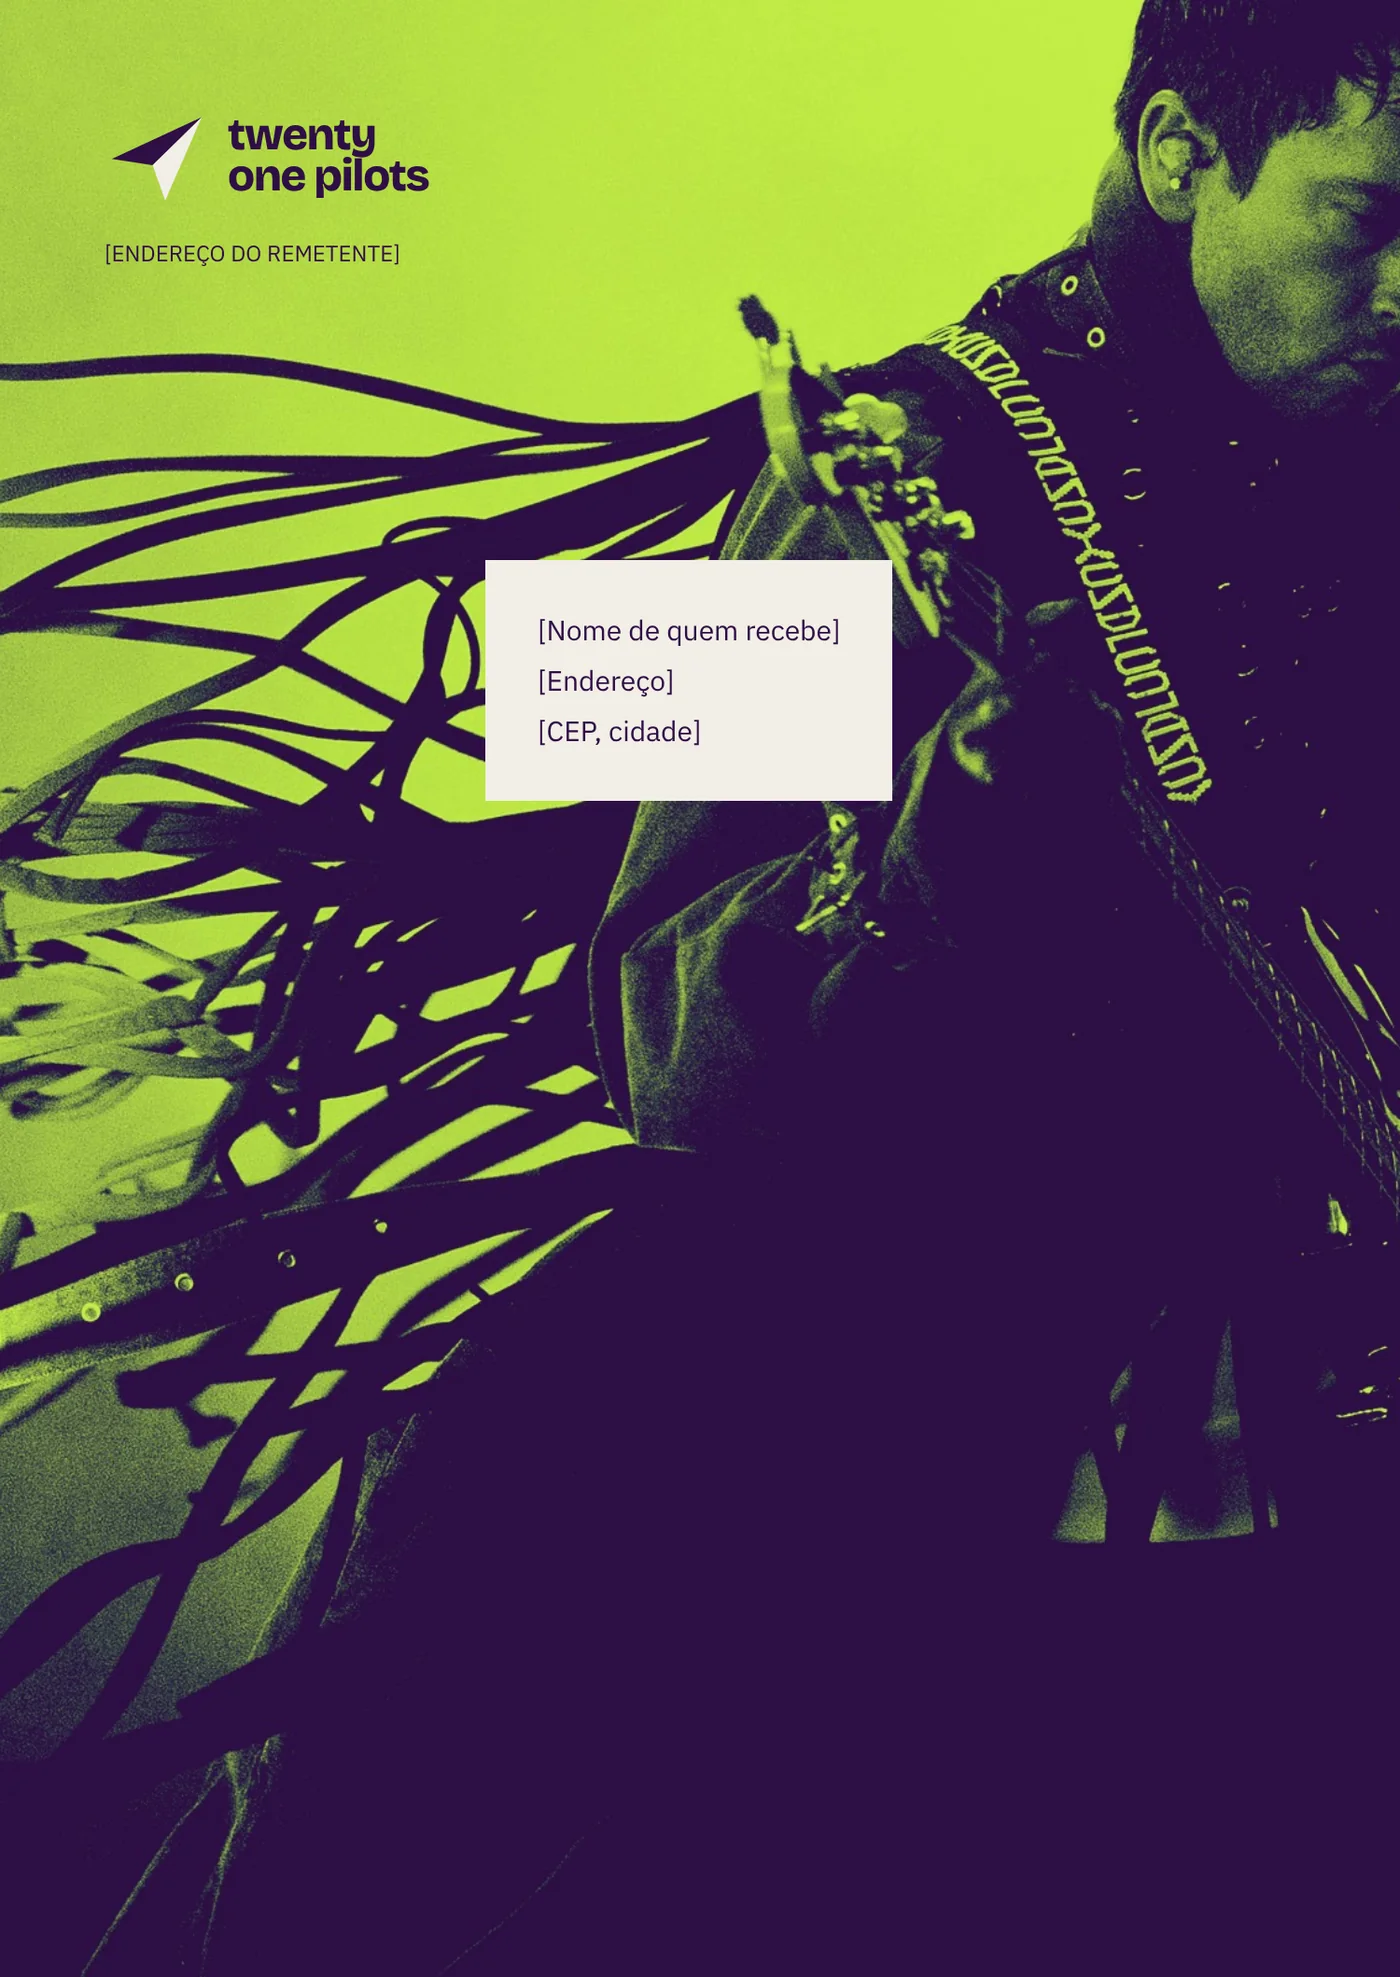 twenty
one pilots
[ENDEREÇO DO REMETENTE]
[Nome de quem recebe]
[Endereço]
[CEP, cidade]